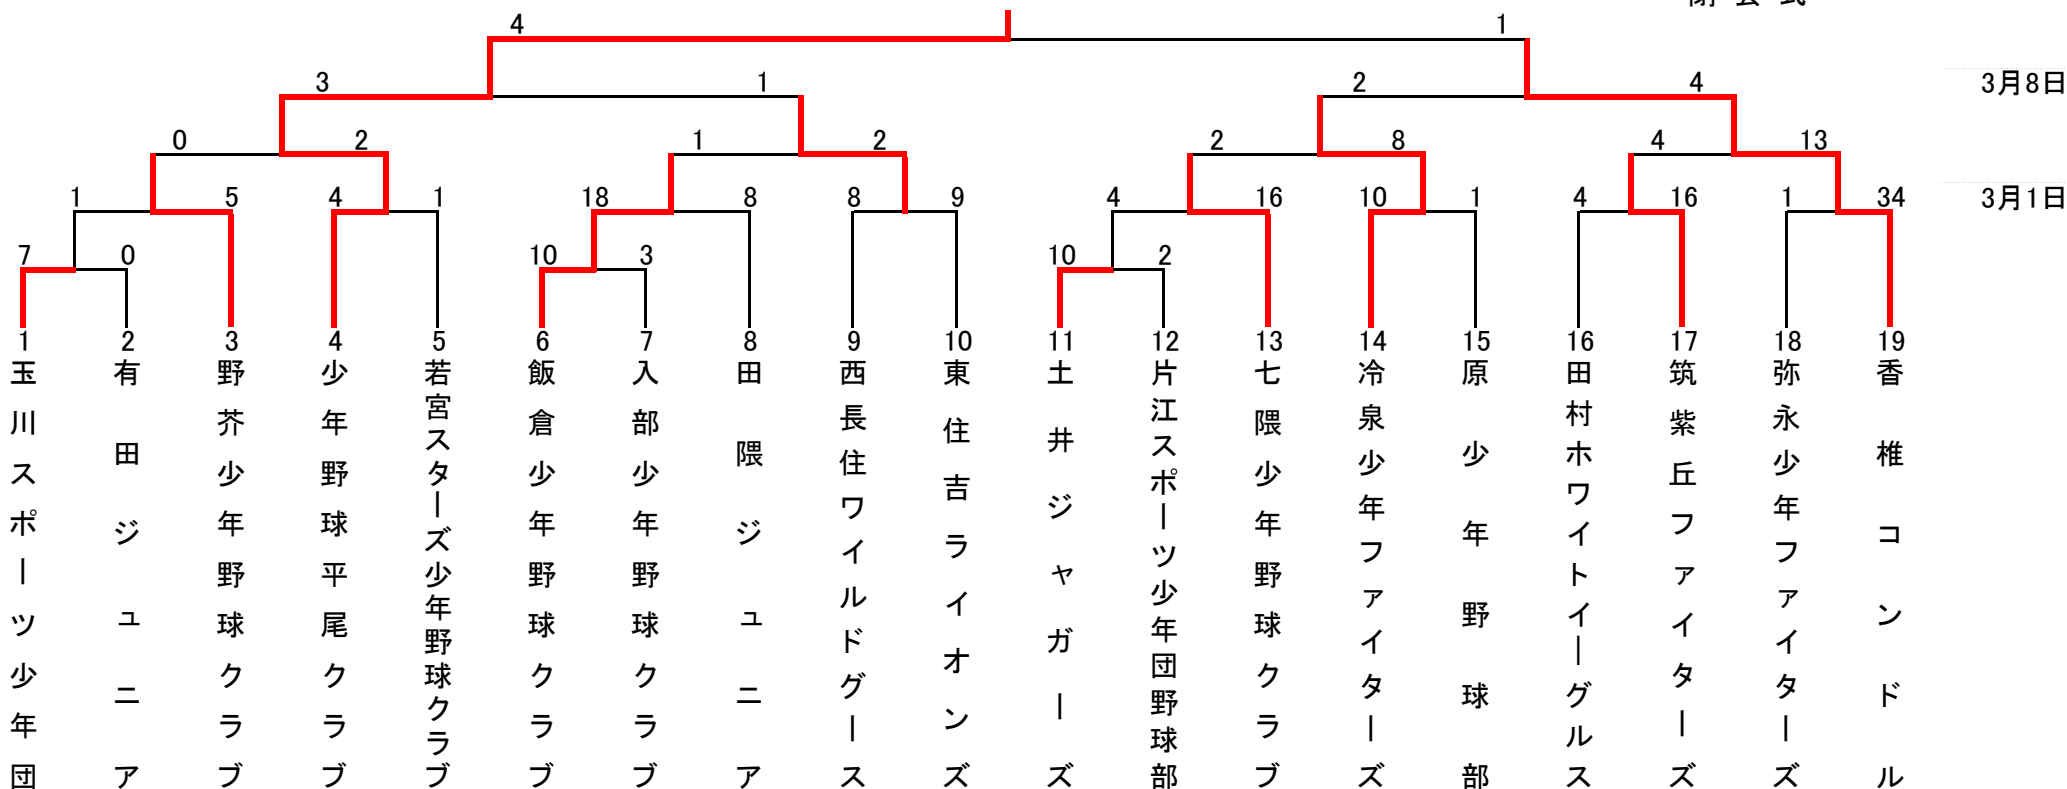 閉会式
4 1
3 1 2 4 3月8日
0 2 1 2 2 8 4 13
1 5 4 1 18 8 8 9 4 16 10 1 4 16 1 34 3月1日
7 0 10 3 10 2
1 2 3 4 5 6 7 8 9 10 11 12 13 14 15 16 17 18 19
玉川スポーツ少年団
有田ジュニア
野芥少年野球クラブ
少年野球平尾クラブ
若宮スターズ少年野球クラブ
飯倉少年野球クラブ
入部少年野球クラブ
田隈ジュニア
西長住ワイルドグース
東住吉ライオンズ
土井ジャガーズ
片江スポーツ少年団野球部
七隈少年野球クラブ
冷泉少年ファイターズ
原少年野球部
田村ホワイトイーグルス
筑紫丘ファイターズ
弥永少年ファイターズ
香椎コンドル